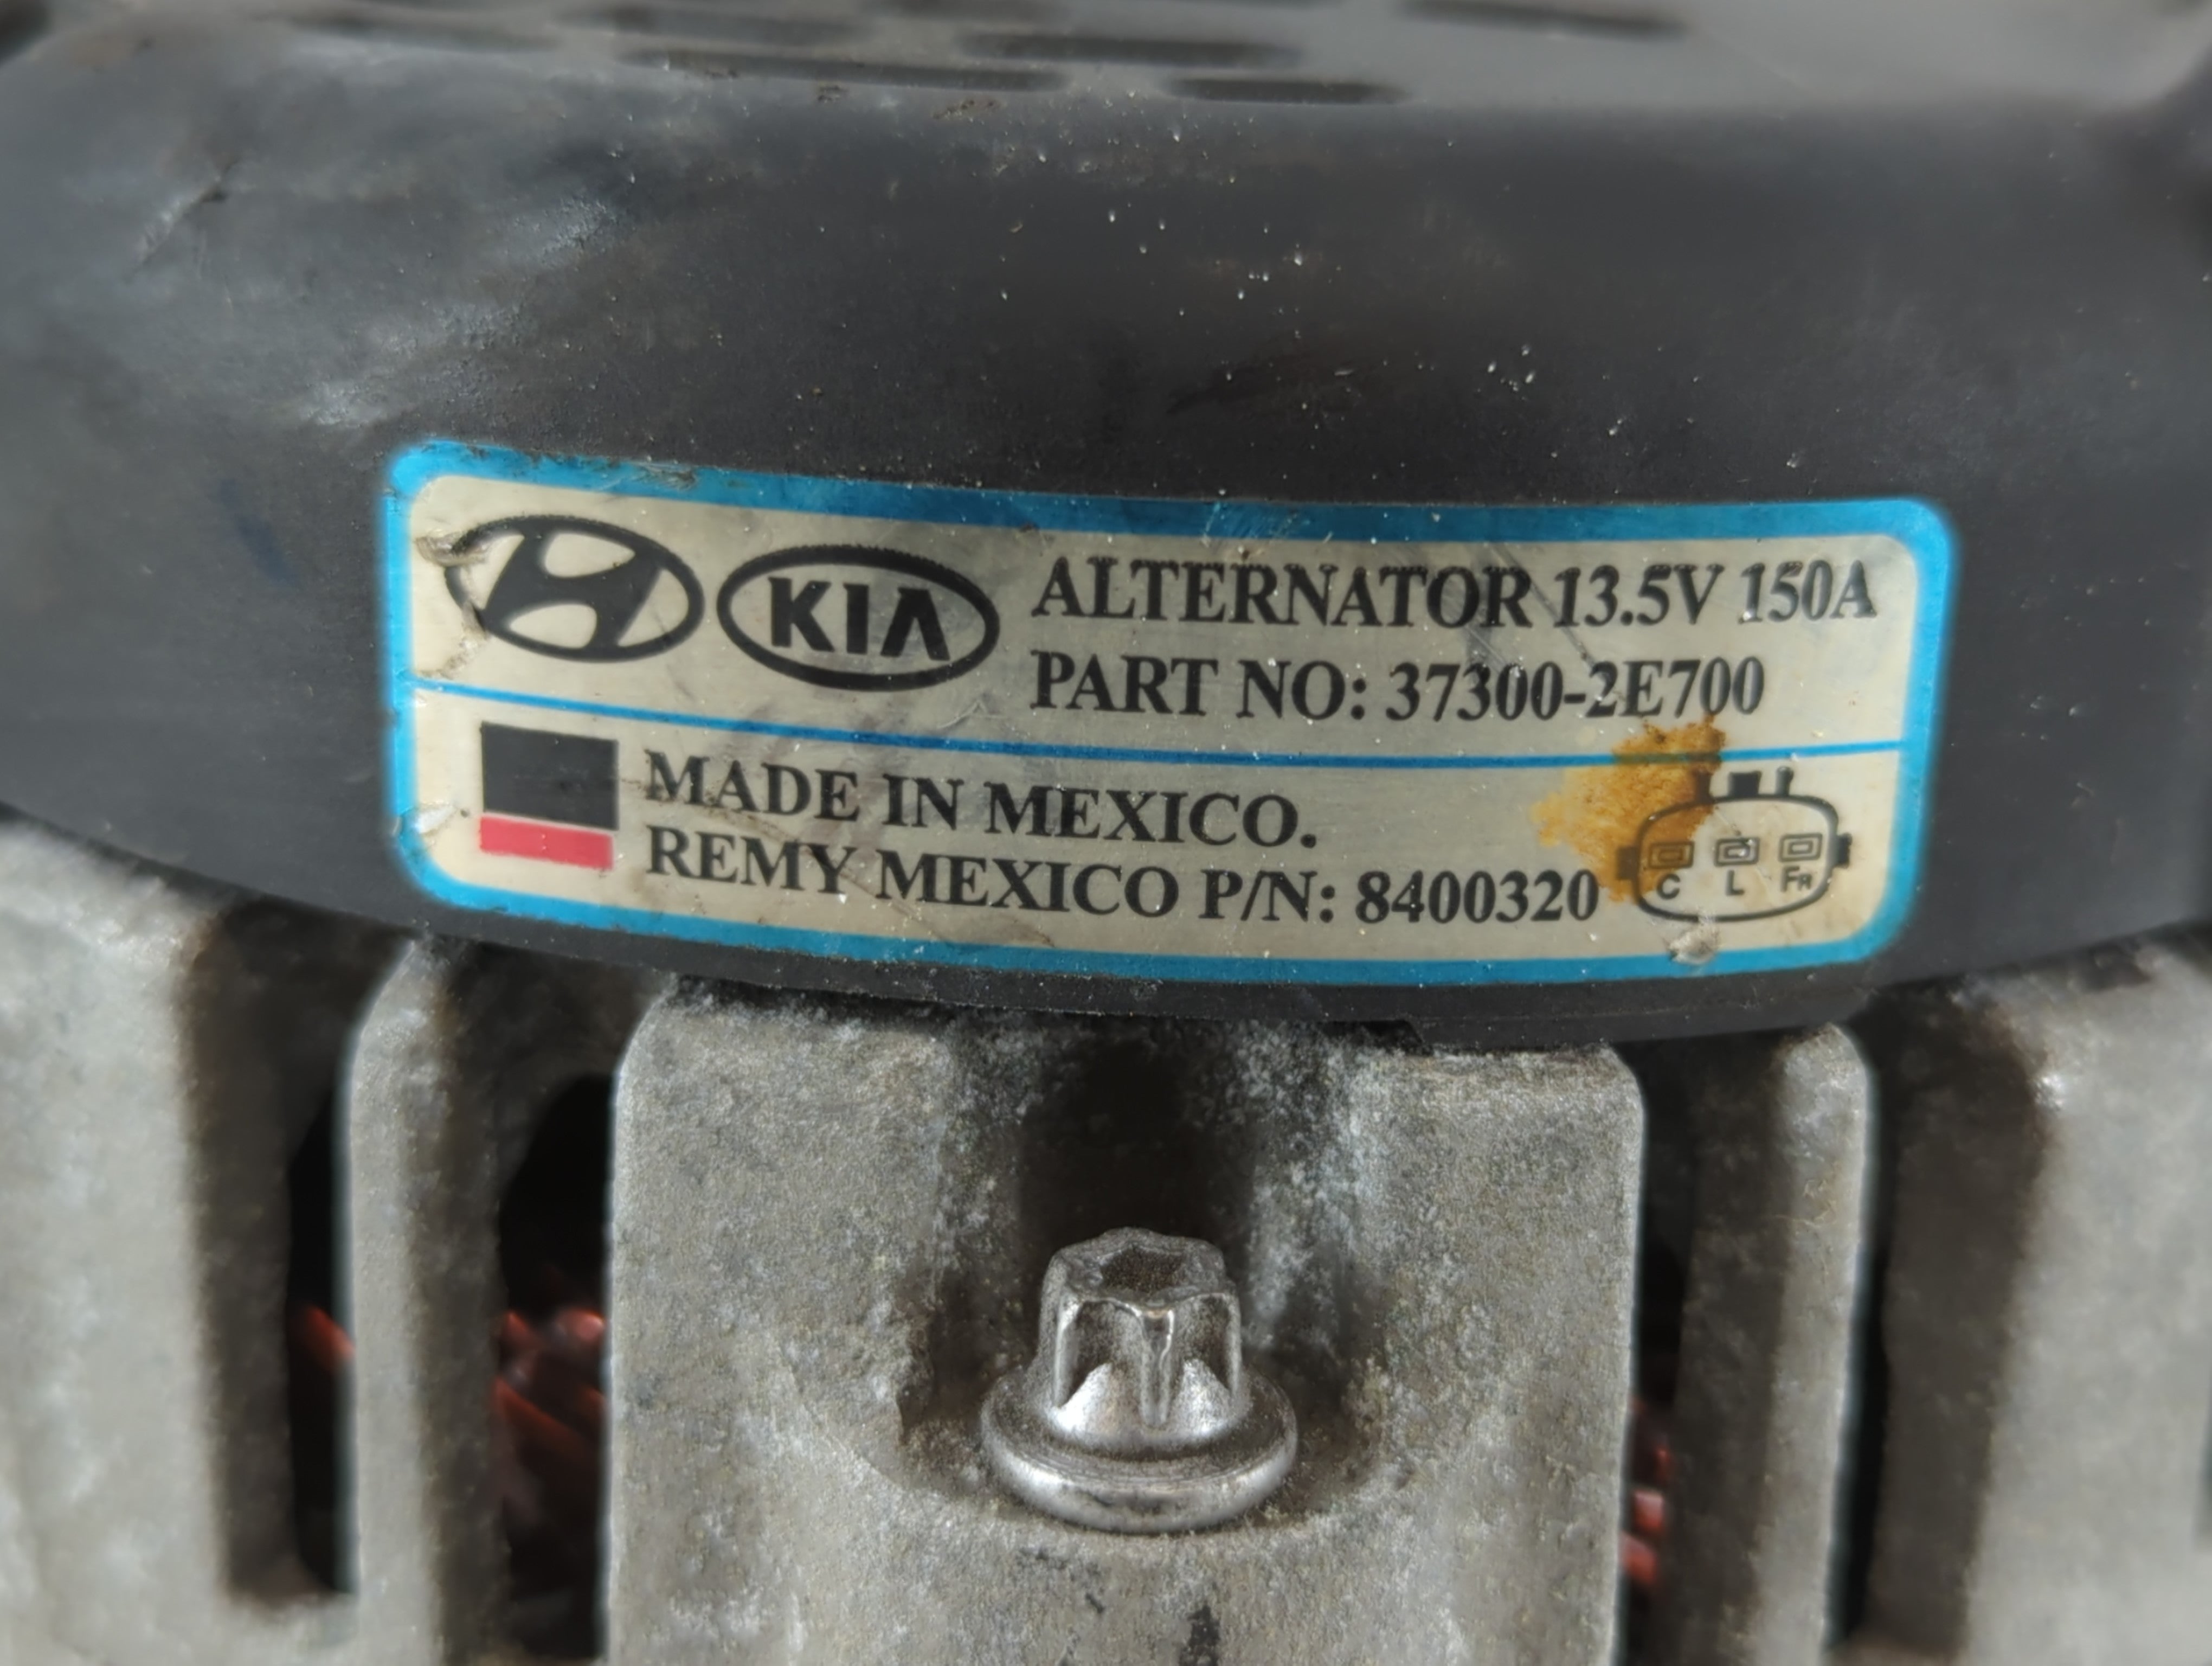 KIA
ALTERNATOR 13.5V 150A
PART NO: 37300-2E700
MADE IN MEXICO.
REMY MEXICO P/N: 8400320
C L FR